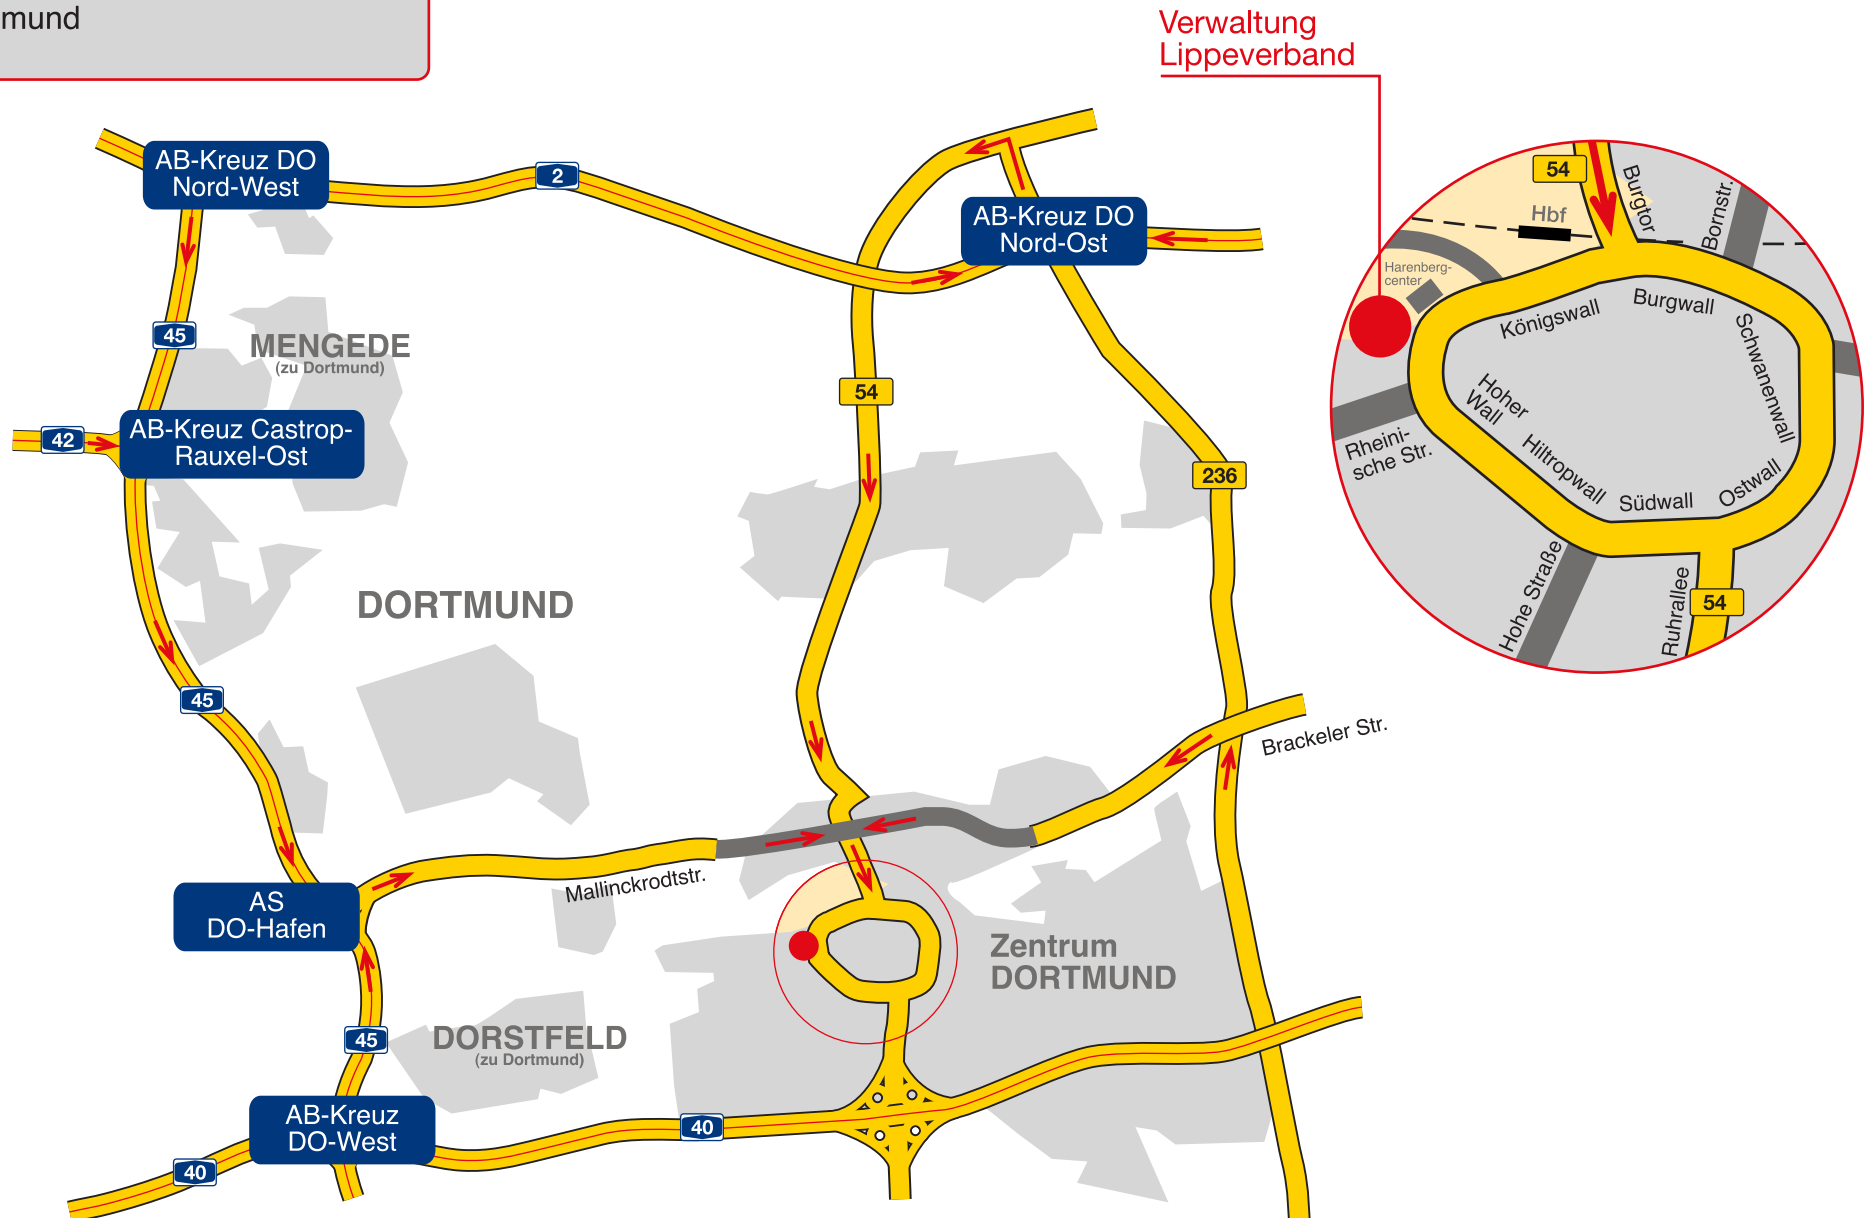 mund
Verwaltung
Lippeverband
AB-Kreuz DO
Nord-West
2
AB-Kreuz DO
Nord-Ost
45
MENGEDE
(zu Dortmund)
54
42
AB-Kreuz Castrop-
Rauxel-Ost
236
DORTMUND
45
Brackeler Str.
Mallinckrodtstr.
AS
DO-Hafen
Zentrum
DORTMUND
45
DORSTFELD
(zu Dortmund)
AB-Kreuz
DO-West
40
40
54
Burgtor
Bornstr.
Hbf
Harenberg-
center
Königswall
Burgwall
Schwanenwall
Hoher
Wall
Rheini-
sche Str.
Hiltropwall
Südwall
Ostwall
Hohe Straße
Ruhrallee
54